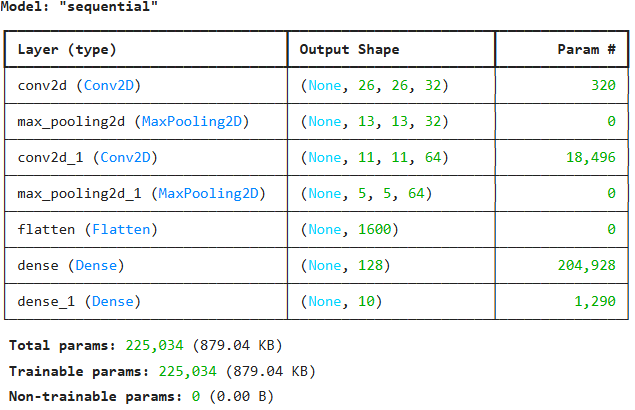 Model: "sequential"
Layer (type) Output Shape Param #
conv2d (Conv2D) (None, 26, 26, 32) 320
max_pooling2d (MaxPooling2D) (None, 13, 13, 32) 0
conv2d_1 (Conv2D) (None, 11, 11, 64) 18,496
max_pooling2d_1 (MaxPooling2D) (None, 5, 5, 64) 0
flatten (Flatten) (None, 1600) 0
dense (Dense) (None, 128) 204,928
dense_1 (Dense) (None, 10) 1,290
Total params: 225,034 (879.04 KB)
Trainable params: 225,034 (879.04 KB)
Non-trainable params: 0 (0.00 B)